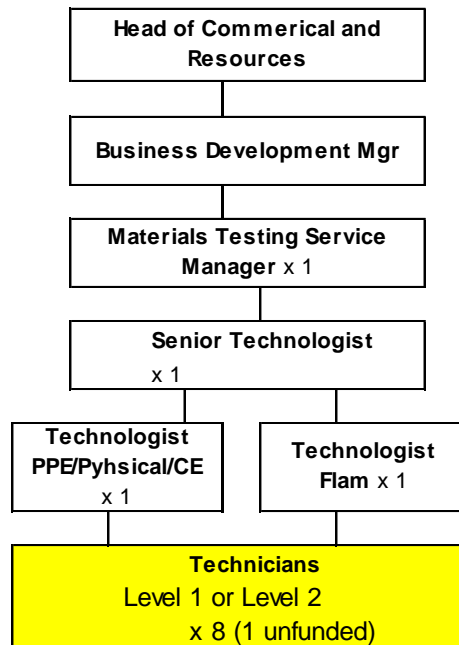 Head of Commerical and
Resources
Business Development Mgr
Materials Testing Service
Manager x 1
Senior Technologist
x 1
Technologist
PPE/Pyhsical/CE
x 1
Technologist
Flam x 1
Technicians
Level 1 or Level 2
x 8 (1 unfunded)